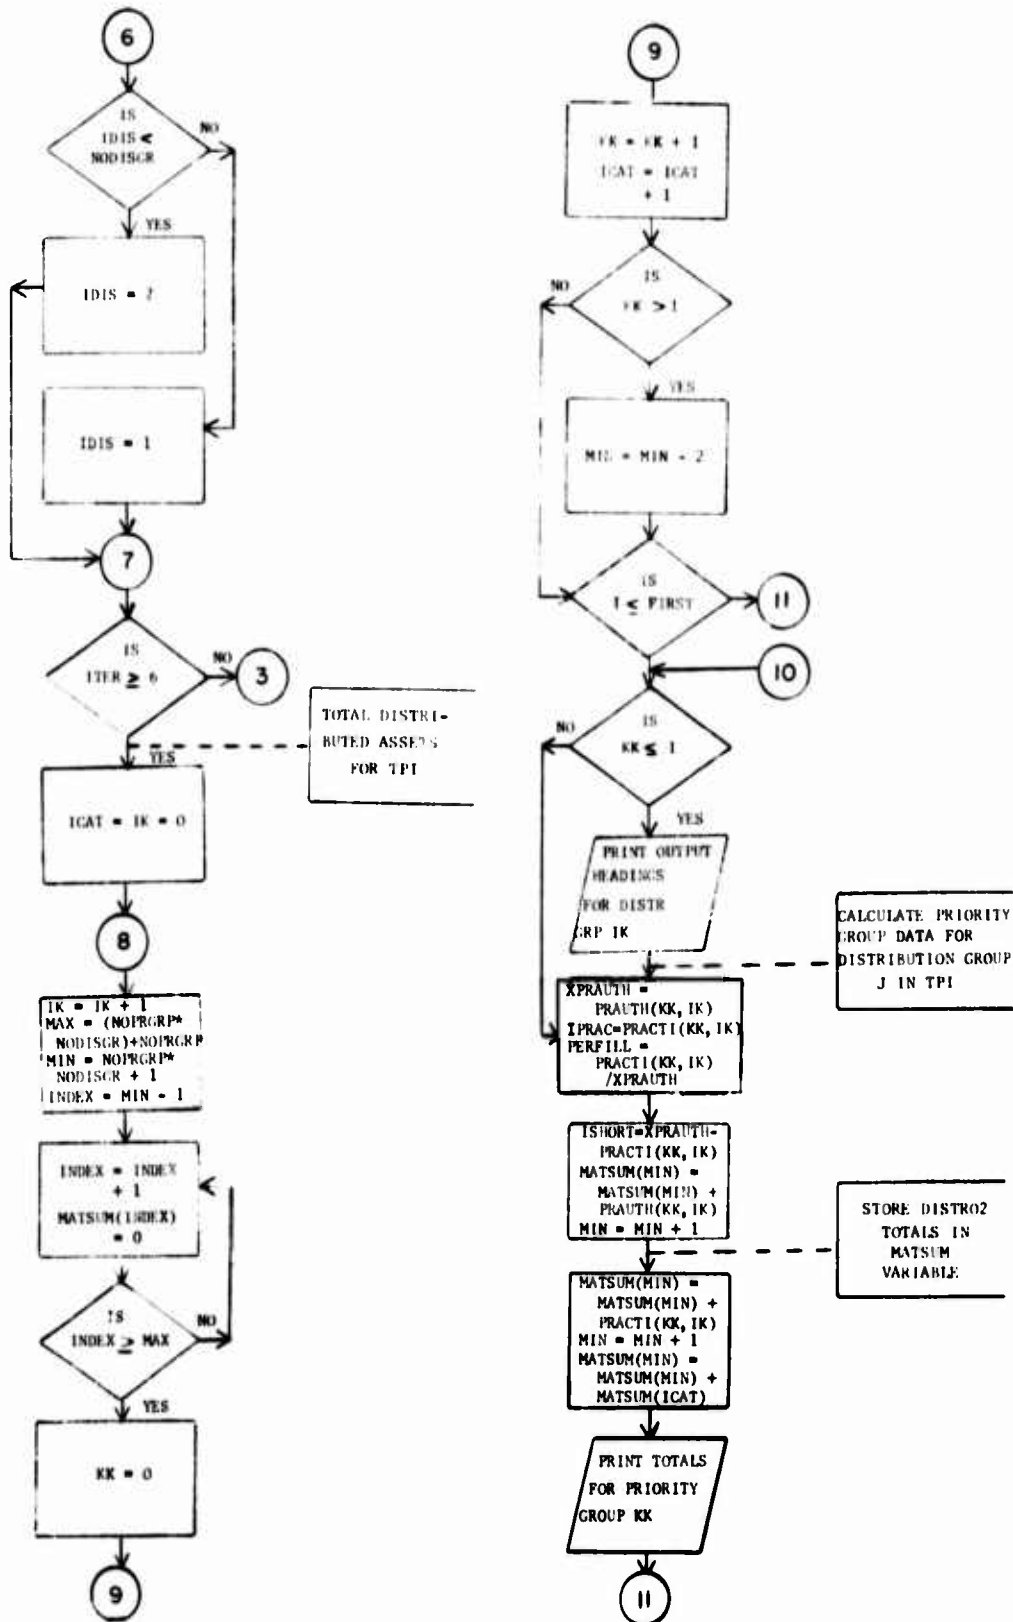 6
IS
IDIS <
NODISGR
NO
YES
IDIS = 2
IDIS = 1
7
IS
ITER ≥ 6
NO
3
YES
TOTAL DISTRI-
BUTED ASSETS
FOR TPI
ICAT = IK = 0
8
IK = IK + 1
MAX = (NOPRGRP*
NODISGR)+NOPRGRP
MIN = NOPRGRP*
NODISGR + 1
INDEX = MIN - 1
INDEX = INDEX
+ 1
MATSUM(INDEX)
= 0
IS
INDEX ≥ MAX
NO
YES
KK = 0
9
9
KK = KK + 1
ICAT = ICAT
+ 1
IS
KK > 1
NO
YES
MIN = MIN - 2
IS
I ≤ FIRST
11
10
IS
KK ≤ 1
NO
YES
PRINT OUTPUT
HEADINGS
FOR DISTR
GRP IK
CALCULATE PRIORITY
GROUP DATA FOR
DISTRIBUTION GROUP
J IN TPI
XPRAUTH =
PRAUTH(KK,IK)
IPRAC=PRACTI(KK,IK)
PERFILL =
PRACTI(KK,IK)
/XPRAUTH
ISHORT=XPRAUTH-
PRACTI(KK,IK)
MATSUM(MIN) =
MATSUM(MIN) +
PRAUTH(KK,IK)
MIN = MIN + 1
STORE DISTRO2
TOTALS IN
MATSUM
VARIABLE
MATSUM(MIN) =
MATSUM(MIN) +
PRACTI(KK,IK)
MIN = MIN + 1
MATSUM(MIN) =
MATSUM(MIN) +
MATSUM(ICAT)
PRINT TOTALS
FOR PRIORITY
GROUP KK
11